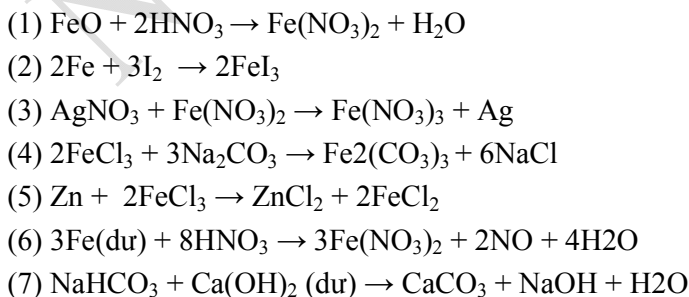 (1) FeO + 2HNO₃ → Fe(NO₃)₂ + H₂O
(2) 2Fe + 3I₂ → 2FeI₃
(3) AgNO₃ + Fe(NO₃)₂ → Fe(NO₃)₃ + Ag
(4) 2FeCl₃ + 3Na₂CO₃ → Fe2(CO₃)₃ + 6NaCl
(5) Zn + 2FeCl₃ → ZnCl₂ + 2FeCl₂
(6) 3Fe(dư) + 8HNO₃ → 3Fe(NO₃)₂ + 2NO + 4H2O
(7) NaHCO₃ + Ca(OH)₂ (dư) → CaCO₃ + NaOH + H2O